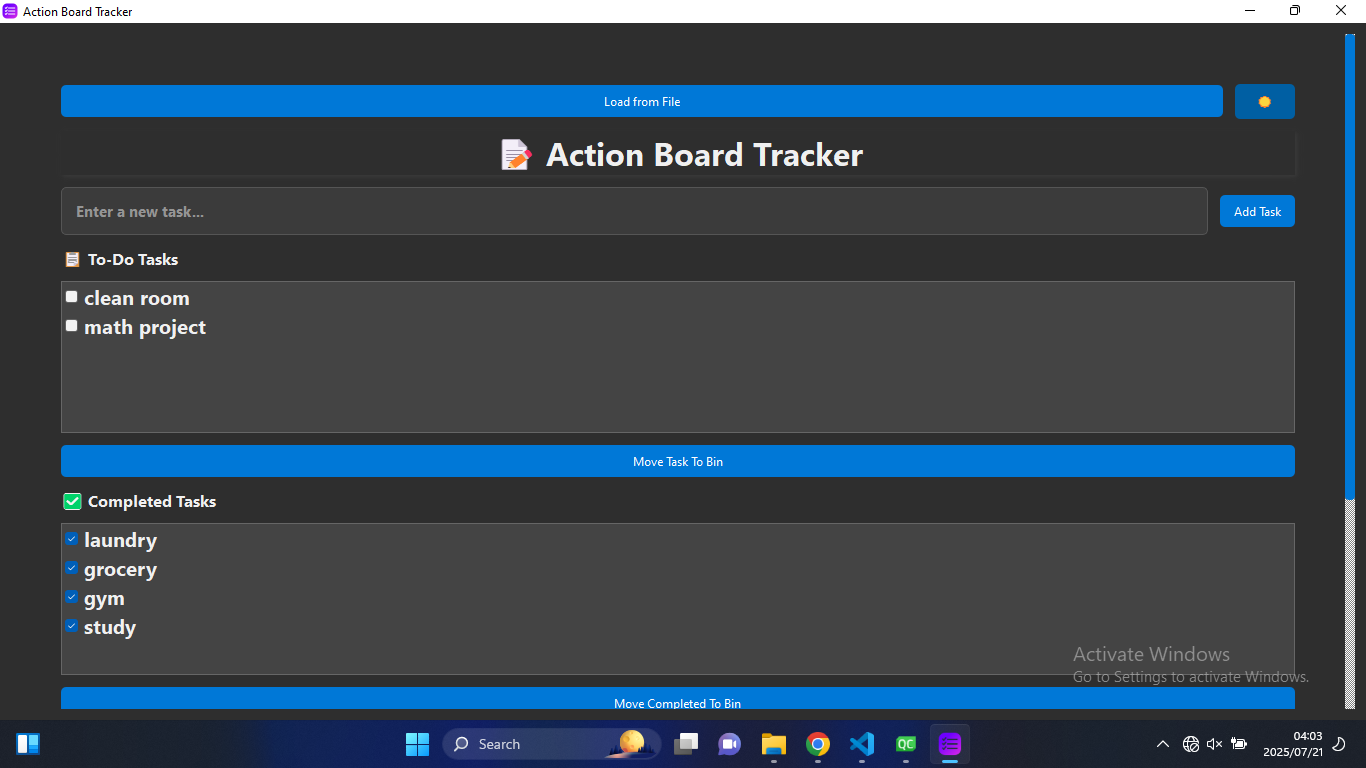 Action Board Tracker
Load from File
Action Board Tracker
Enter a new task...
Add Task
To-Do Tasks
clean room
math project
Move Task To Bin
Completed Tasks
laundry
grocery
gym
study
Activate Windows
Go to Settings to activate Windows.
Move Completed To Bin
Search
QC
04:03
2025/07/21